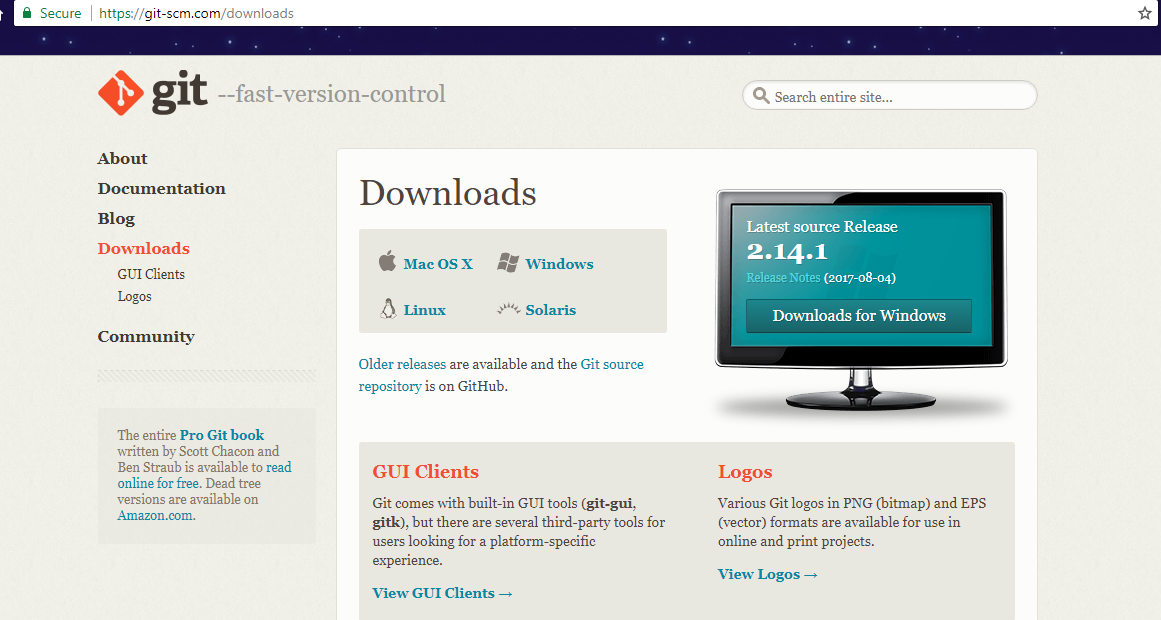 Secure https://git-scm.com/downloads
git --fast-version-control
Search entire site...
About
Documentation
Blog
Downloads
GUI Clients
Logos
Community
The entire Pro Git book
written by Scott Chacon and
Ben Straub is available to read
online for free. Dead tree
versions are available on
Amazon.com.
Downloads
Mac OS X
Windows
Linux
Solaris
Older releases are available and the Git source
repository is on GitHub.
Latest source Release
2.14.1
Release Notes (2017-08-04)
Downloads for Windows
GUI Clients
Git comes with built-in GUI tools (git-gui,
gitk), but there are several third-party tools for
users looking for a platform-specific
experience.
View GUI Clients →
Logos
Various Git logos in PNG (bitmap) and EPS
(vector) formats are available for use in
online and print projects.
View Logos →